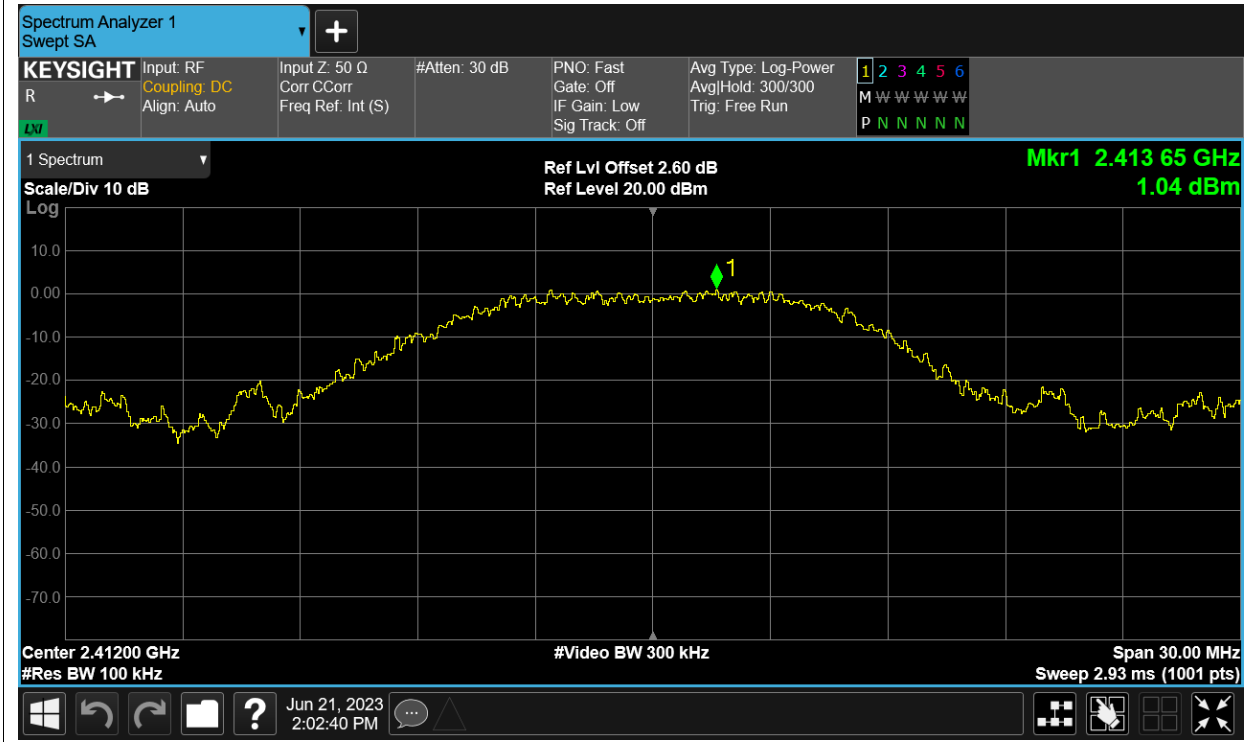 Spectrum Analyzer 1
Swept SA
KEYSIGHT
R
LXI
Input: RF
Coupling: DC
Align: Auto
Input Z: 50 Ω
Corr CCorr
Freq Ref: Int (S)
#Atten: 30 dB
PNO: Fast
Gate: Off
IF Gain: Low
Sig Track: Off
Avg Type: Log-Power
Avg|Hold: 300/300
Trig: Free Run
1 2 3 4 5 6
M W W W W W
P N N N N N
1 Spectrum
Scale/Div 10 dB
Log
Ref Lvl Offset 2.60 dB
Ref Level 20.00 dBm
Mkr1 2.413 65 GHz
1.04 dBm
10.0
0.00
-10.0
-20.0
-30.0
-40.0
-50.0
-60.0
-70.0
1
Center 2.41200 GHz
#Res BW 100 kHz
#Video BW 300 kHz
Span 30.00 MHz
Sweep 2.93 ms (1001 pts)
?
Jun 21, 2023
2:02:40 PM